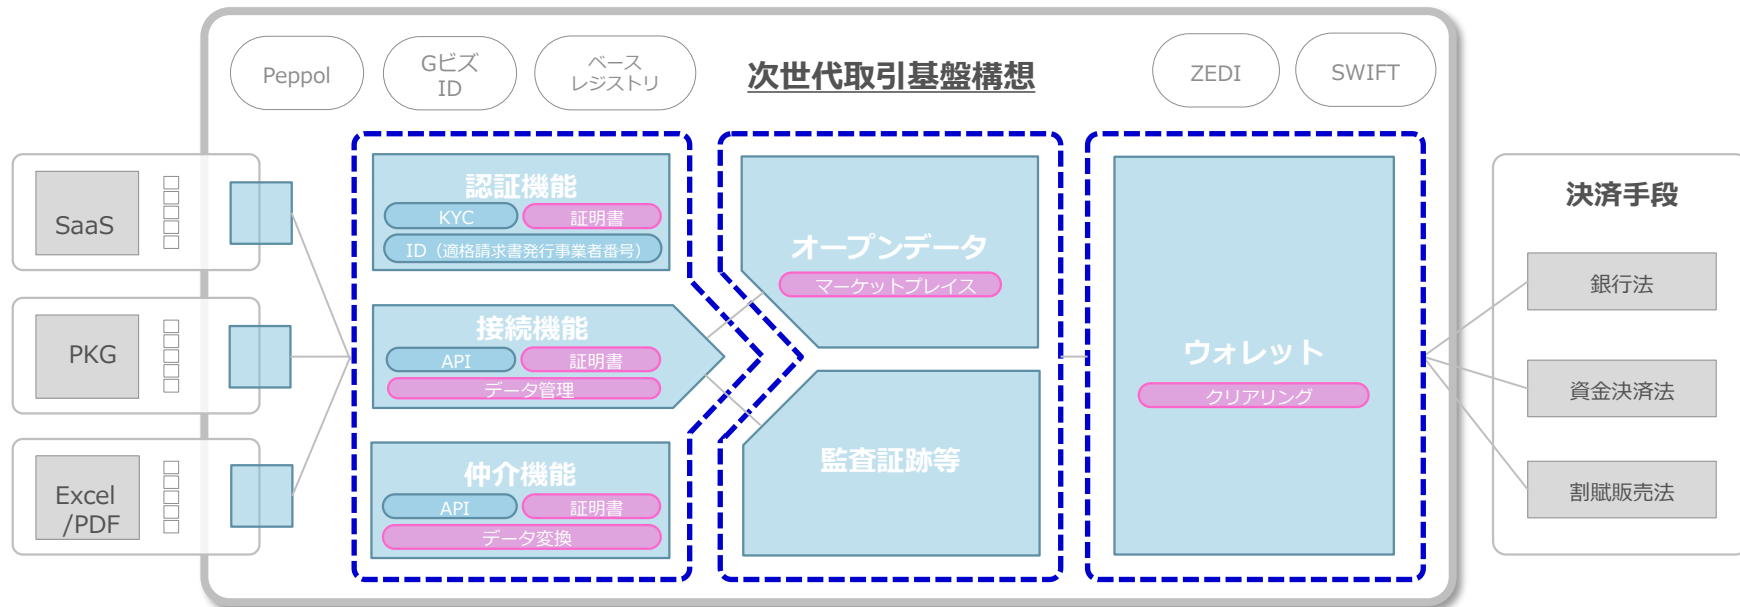 Peppol
Gビズ
ID
ベース
レジストリ
次世代取引基盤構想
ZEDI
SWIFT
SaaS
PKG
Excel
/PDF
認証機能
KYC
証明書
ID（適格請求書発行事業者番号）
接続機能
API
証明書
データ管理
仲介機能
API
証明書
データ変換
オープンデータ
マーケットプレイス
監査証跡等
ウォレット
クリアリング
決済手段
銀行法
資金決済法
割賦販売法